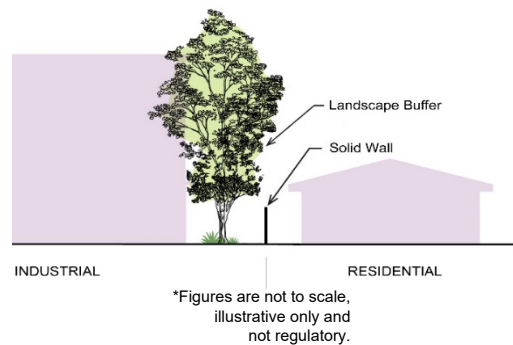 Landscape Buffer
Solid Wall
INDUSTRIAL
RESIDENTIAL
*Figures are not to scale,
illustrative only and
not regulatory.